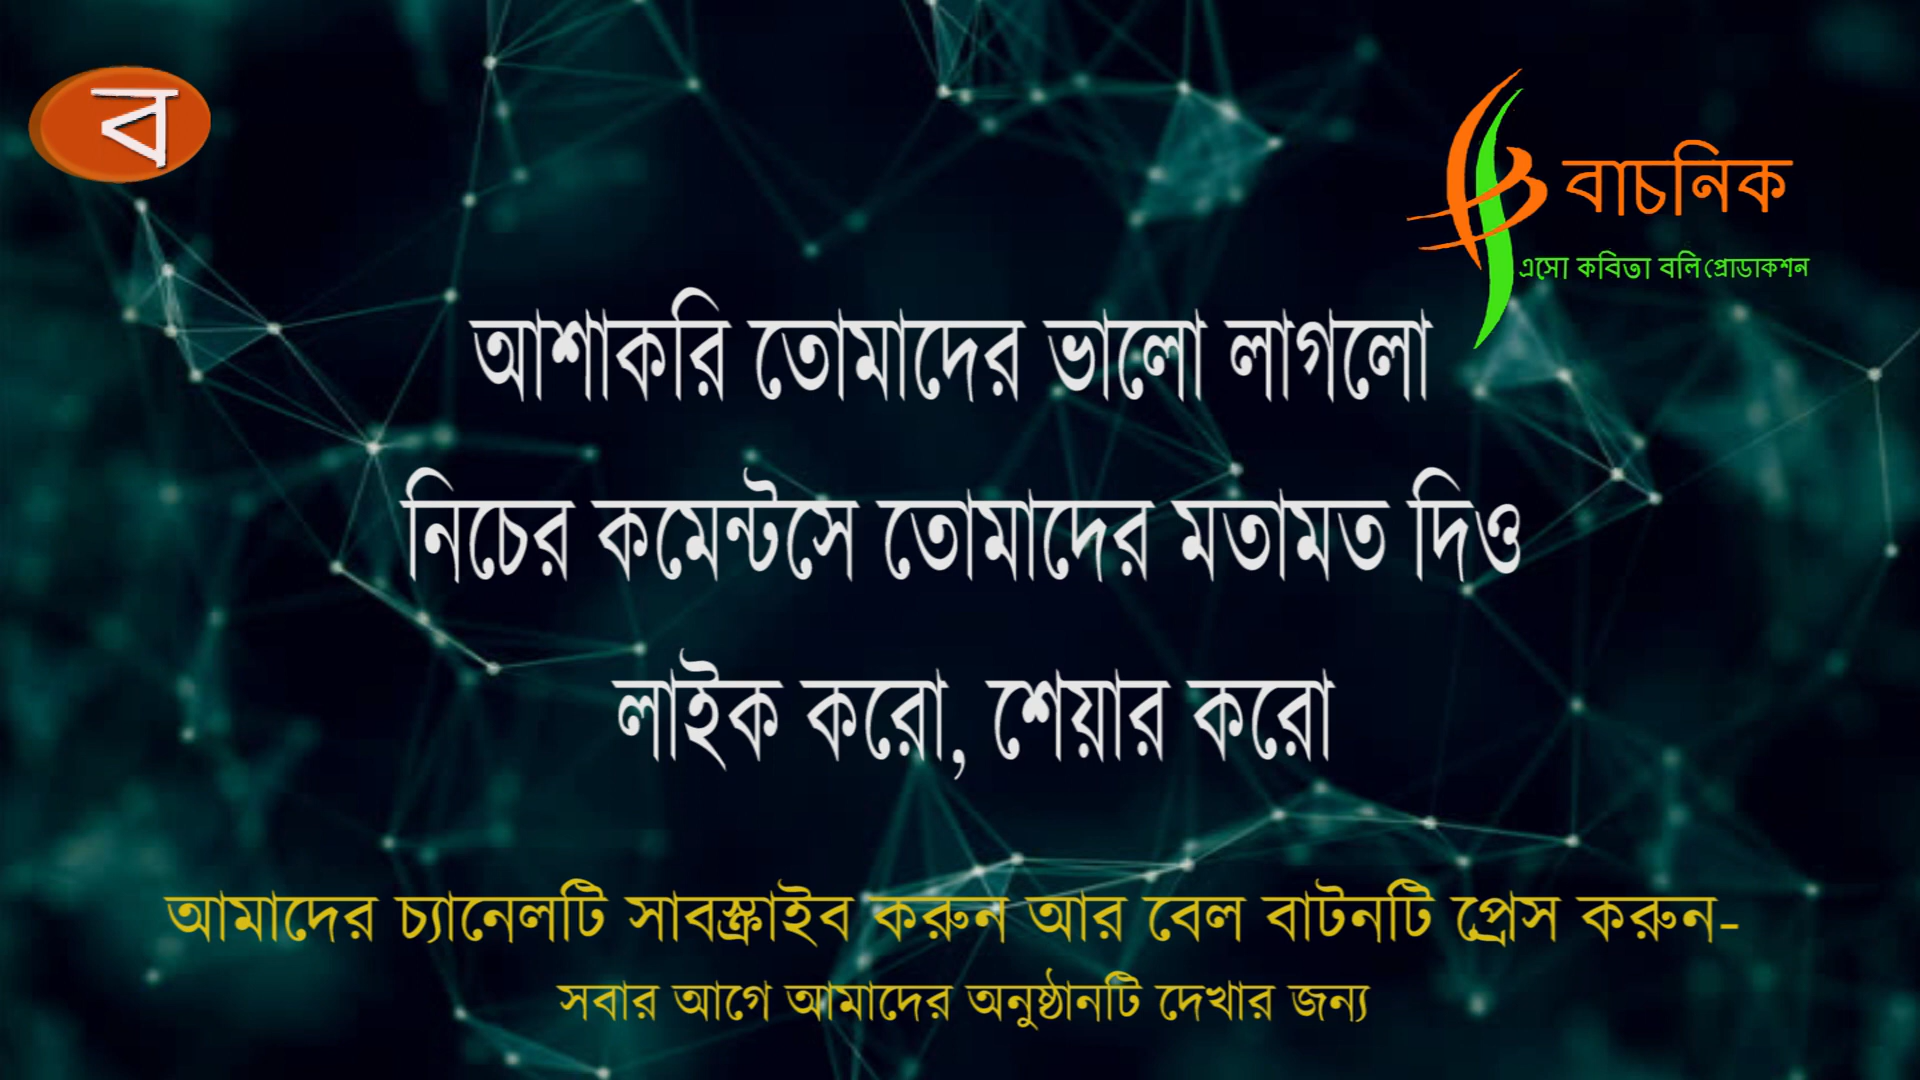 ব
বাচনিক
এসো কবিতা বলি প্রোডাকশন
আশাকরি তোমাদের ভালো লাগলো
নিচের কমেন্টসে তোমাদের মতামত দিও
লাইক করো, শেয়ার করো
আমাদের চ্যানেলটি সাবস্ক্রাইব করুন আর বেল বাটনটি প্রেস করুন-
সবার আগে আমাদের অনুষ্ঠানটি দেখার জন্য